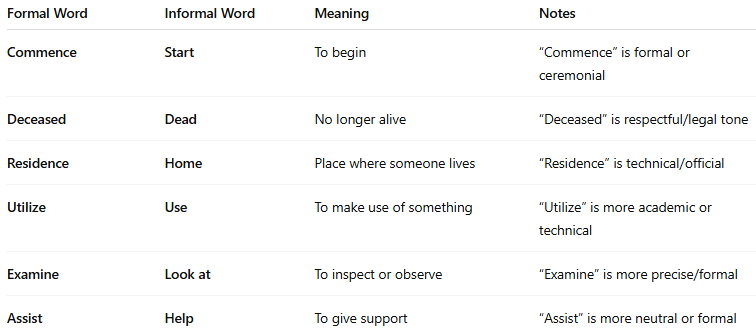 Formal Word Informal Word Meaning Notes
Commence Start To begin “Commence” is formal or
ceremonial
Deceased Dead No longer alive “Deceased” is respectful/legal tone
Residence Home Place where someone lives “Residence” is technical/official
Utilize Use To make use of something “Utilize” is more academic or
technical
Examine Look at To inspect or observe “Examine” is more precise/formal
Assist Help To give support “Assist” is more neutral or formal